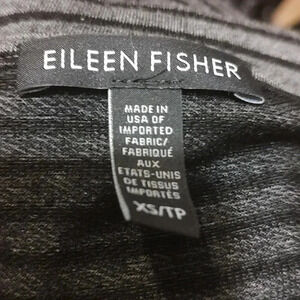 EILEEN FISHER
MADE IN
USA OF
IMPORTED
FABRIC/
FABRIQUÉ
AUX
ETATS-UNIS
DE TISSUS
IMPORTÉS
XS/TP